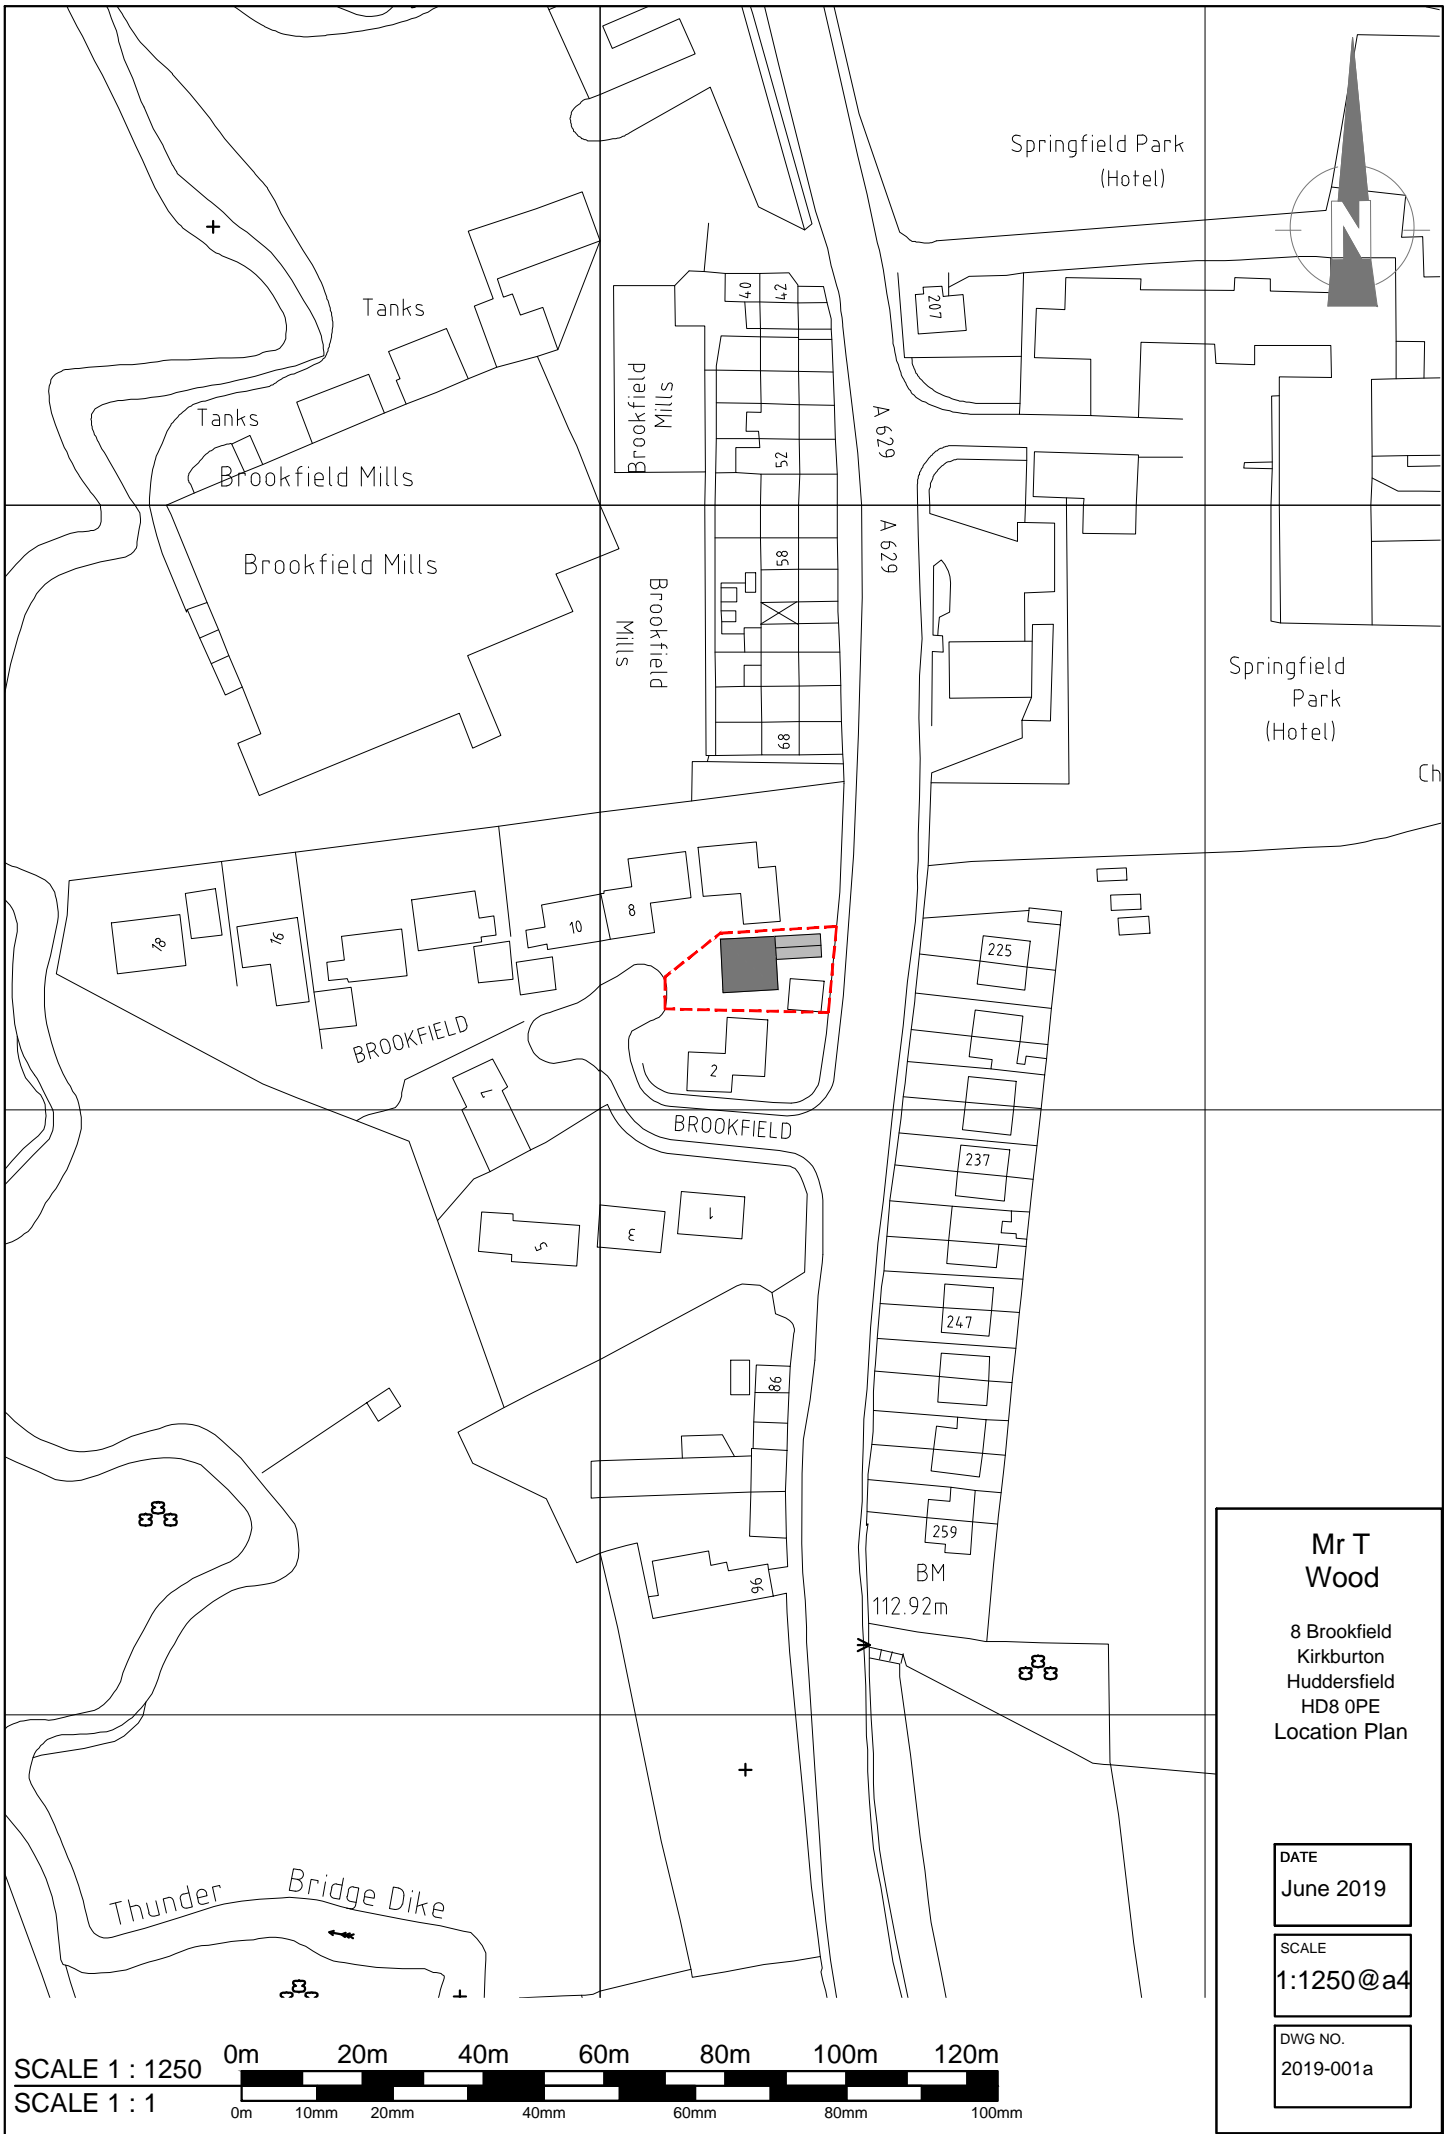 Springfield Park
(Hotel)
N
Tanks
40
42
207
Brookfield
Mills
A 629
Tanks
52
Brookfield Mills
A 629
Brookfield Mills
58
Brookfield
Mills
Springfield
Park
(Hotel)
68
Ch
10
8
18
16
225
BROOKFIELD
2
7
BROOKFIELD
237
1
3
5
247
86
259
96
BM
112.92m
Thunder Bridge Dike
Mr T
Wood
8 Brookfield
Kirkburton
Huddersfield
HD8 0PE
Location Plan
DATE
June 2019
SCALE
1:1250@a4
DWG NO.
2019-001a
SCALE 1 : 1250
0m 20m 40m 60m 80m 100m 120m
SCALE 1 : 1
0m 10mm 20mm 40mm 60mm 80mm 100mm